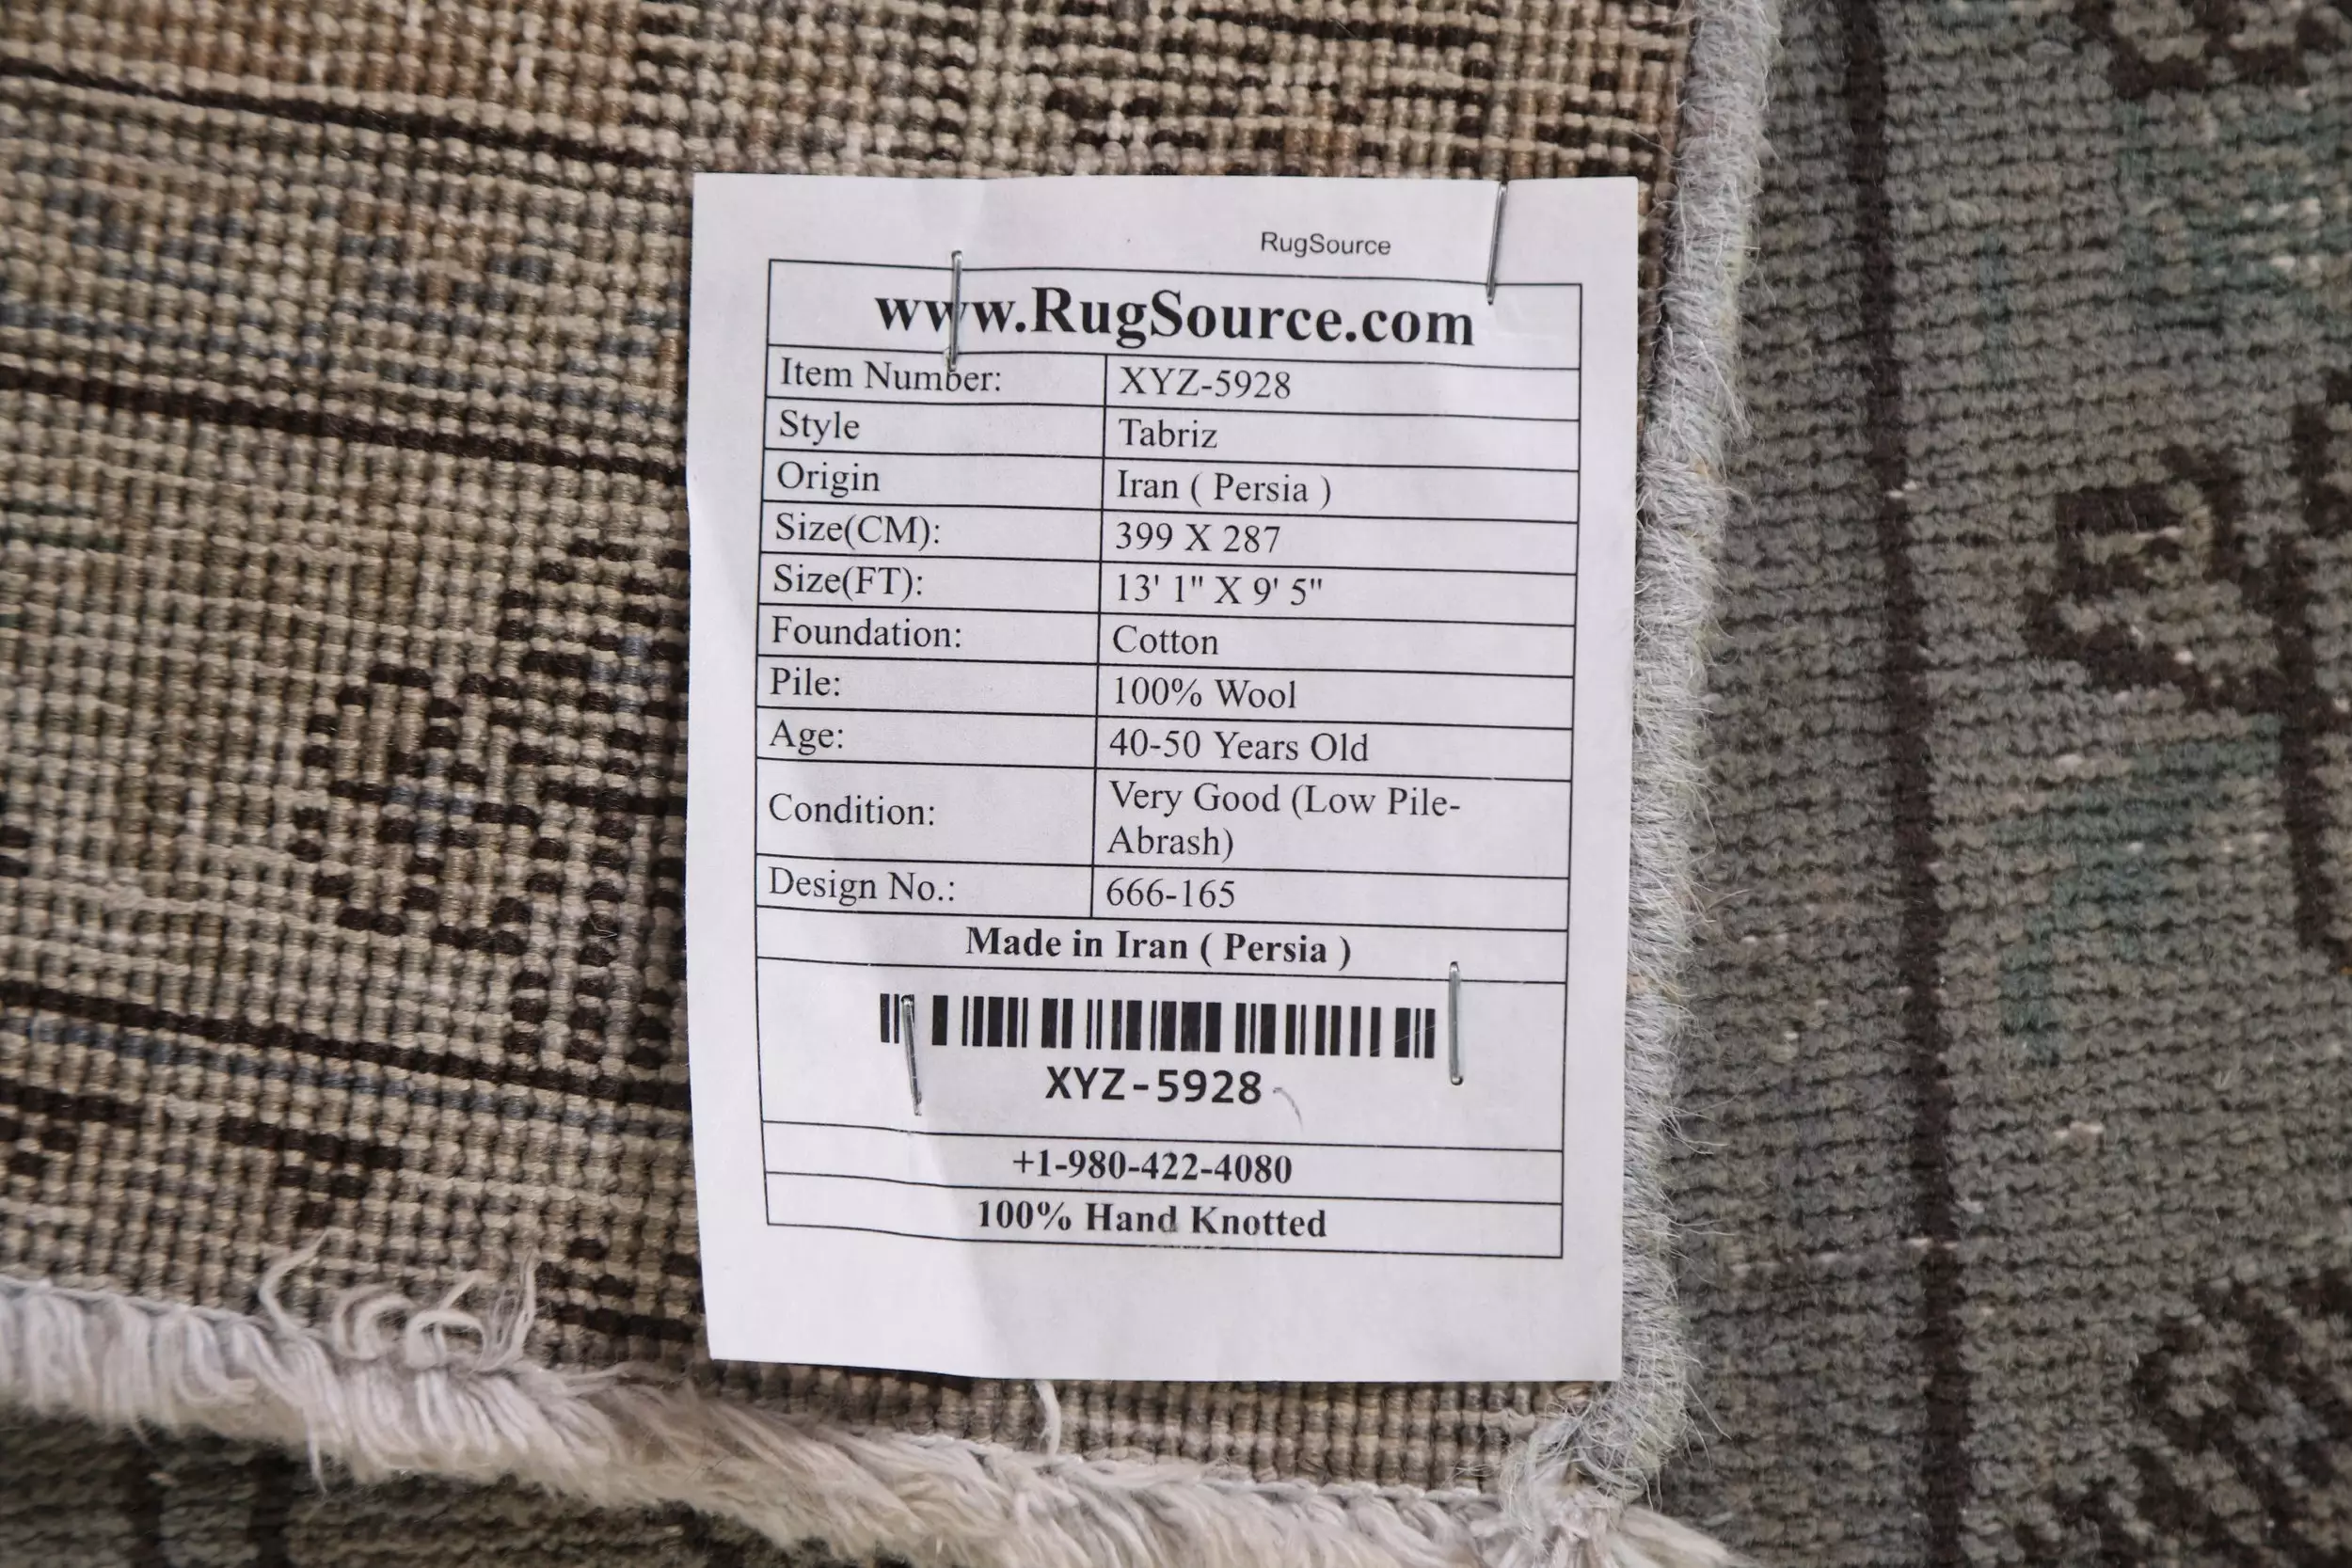 RugSource
www.RugSource.com
Item Number: XYZ-5928
Style Tabriz
Origin Iran ( Persia )
Size(CM): 399 X 287
Size(FT): 13' 1" X 9' 5"
Foundation: Cotton
Pile: 100% Wool
Age: 40-50 Years Old
Condition: Very Good (Low Pile-
Abrash)
Design No.: 666-165
Made in Iran ( Persia )
XYZ-5928
+1-980-422-4080
100% Hand Knotted